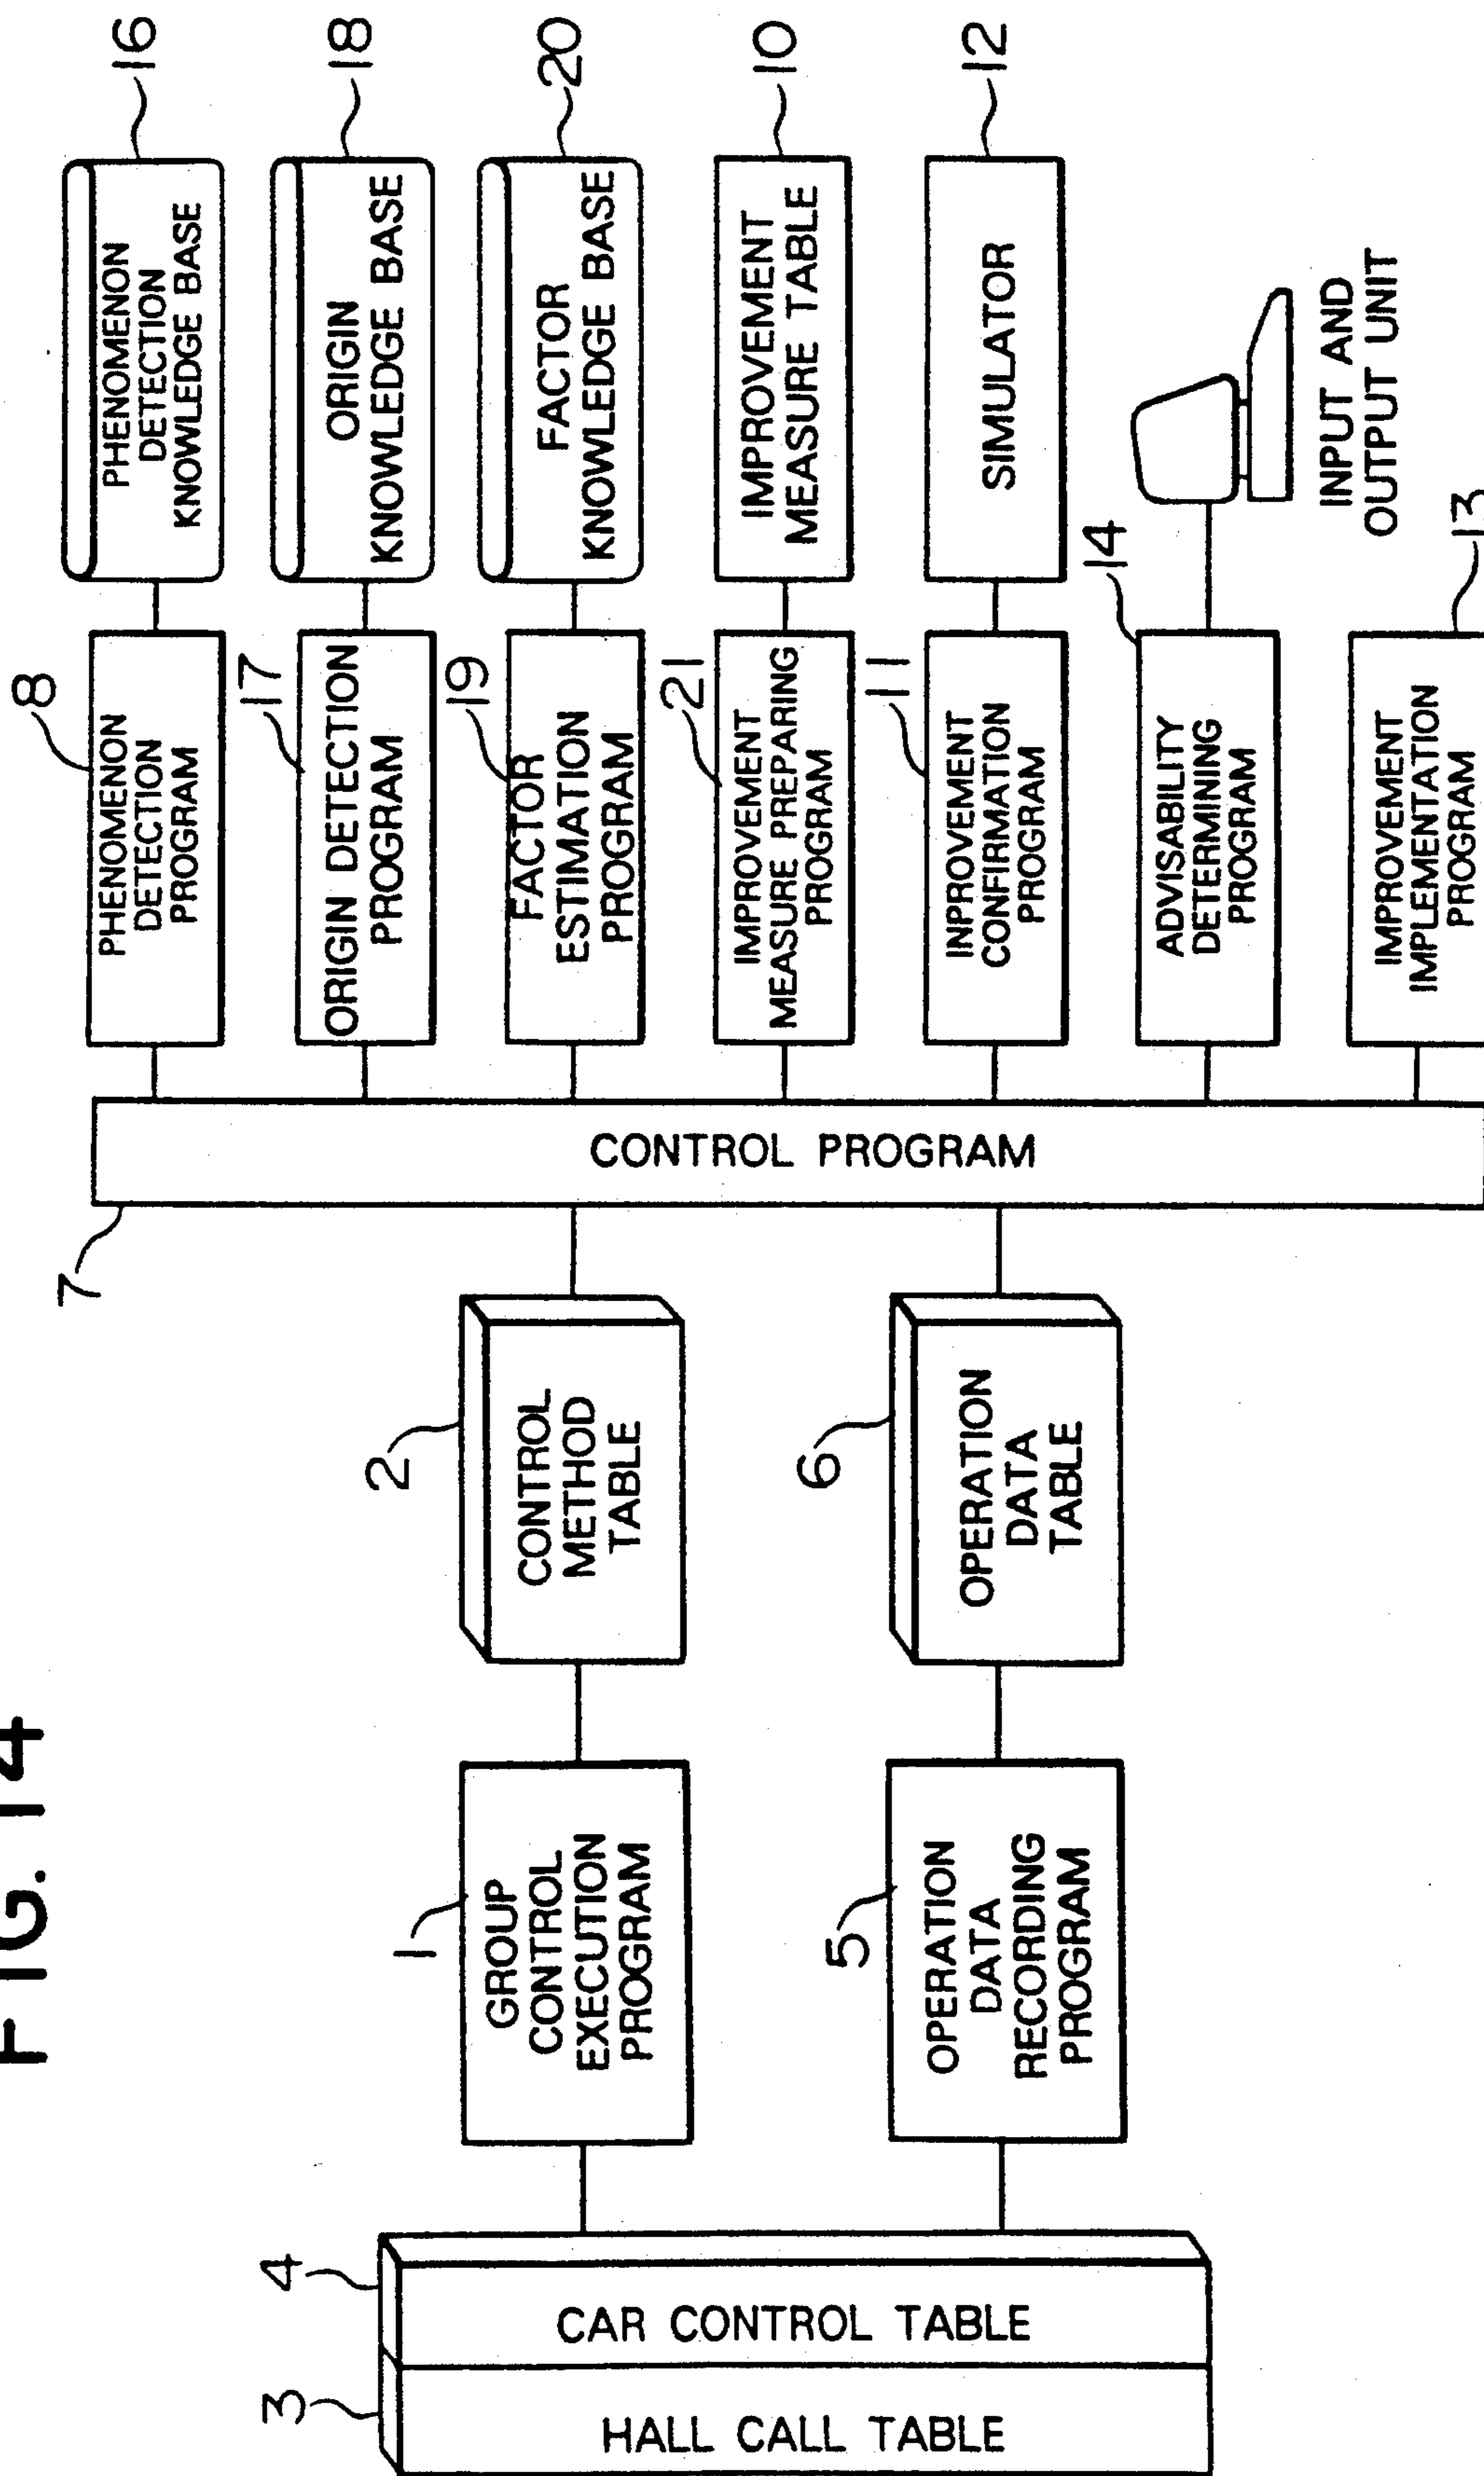 FIG. 14
3
HALL CALL TABLE
4
CAR CONTROL TABLE
1
GROUP
CONTROL
EXECUTION
PROGRAM
5
OPERATION
DATA
RECORDING
PROGRAM
2
CONTROL
METHOD
TABLE
6
OPERATION
DATA
TABLE
7
CONTROL PROGRAM
8
PHENOMENON
DETECTION
PROGRAM
16
PHENOMENON
DETECTION
KNOWLEDGE BASE
17
ORIGIN DETECTION
PROGRAM
18
ORIGIN
KNOWLEDGE BASE
19
FACTOR
ESTIMATION
PROGRAM
20
FACTOR
KNOWLEDGE BASE
21
IMPROVEMENT
MEASURE PREPARING
PROGRAM
10
IMPROVEMENT
MEASURE TABLE
11
INPROVEMENT
CONFIRMATION
PROGRAM
12
SIMULATOR
14
ADVISABILITY
DETERMINING
PROGRAM
INPUT AND
OUTPUT UNIT
13
IMPROVEMENT
IMPLEMENTATION
PROGRAM